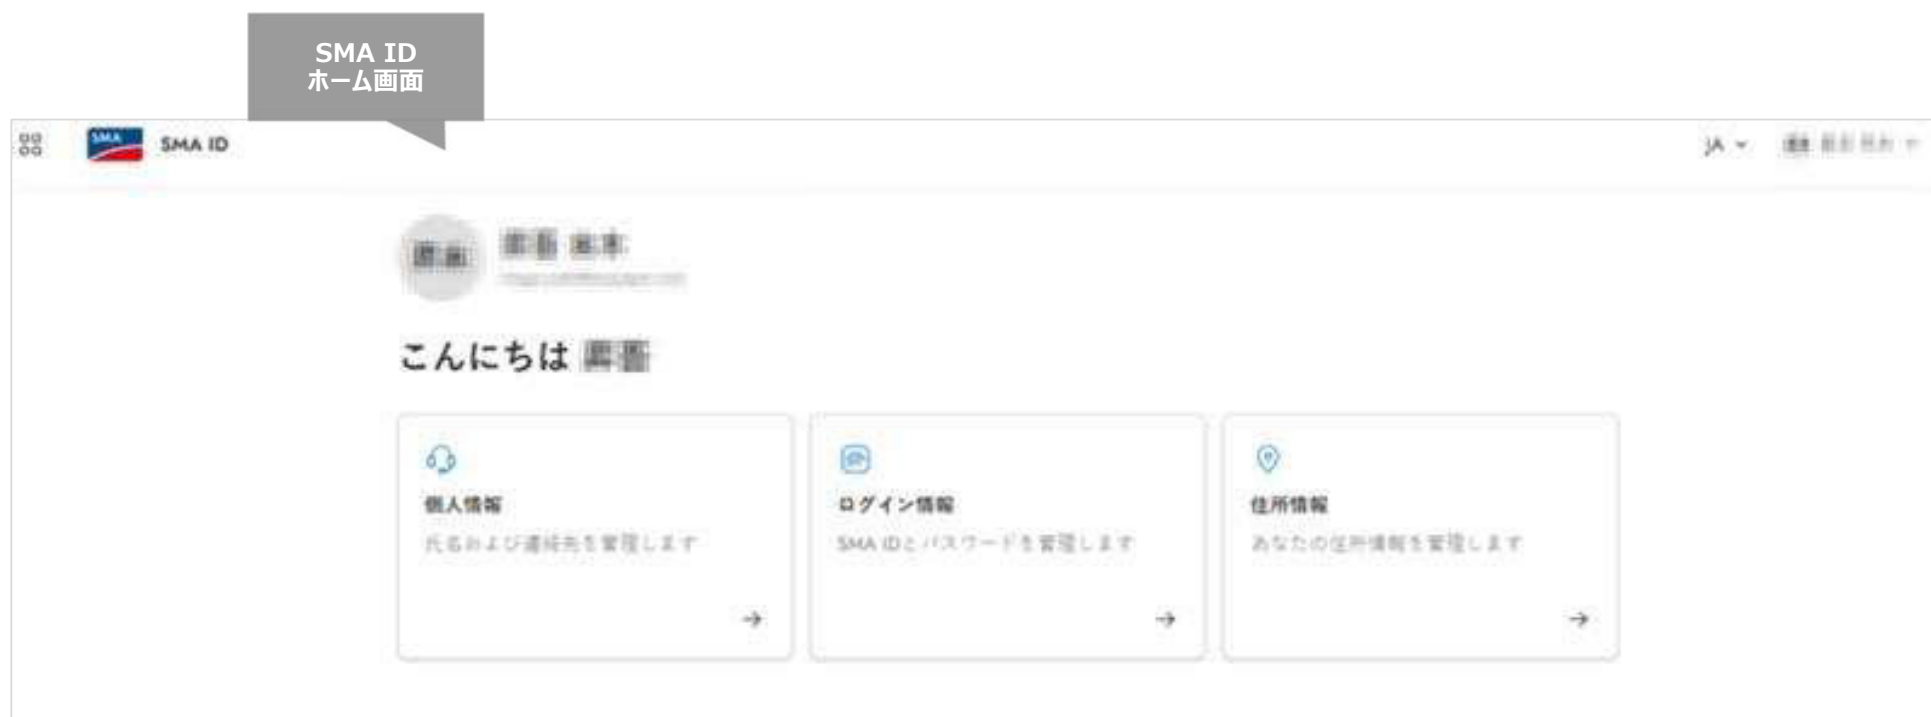 SMA ID
ホーム画面
SMA
SMA ID
JA
こんにちは
個人情報
ログイン情報
住所情報
氏名および連絡先を管理します
SMA IDとパスワードを管理します
あなたの住所情報を管理します